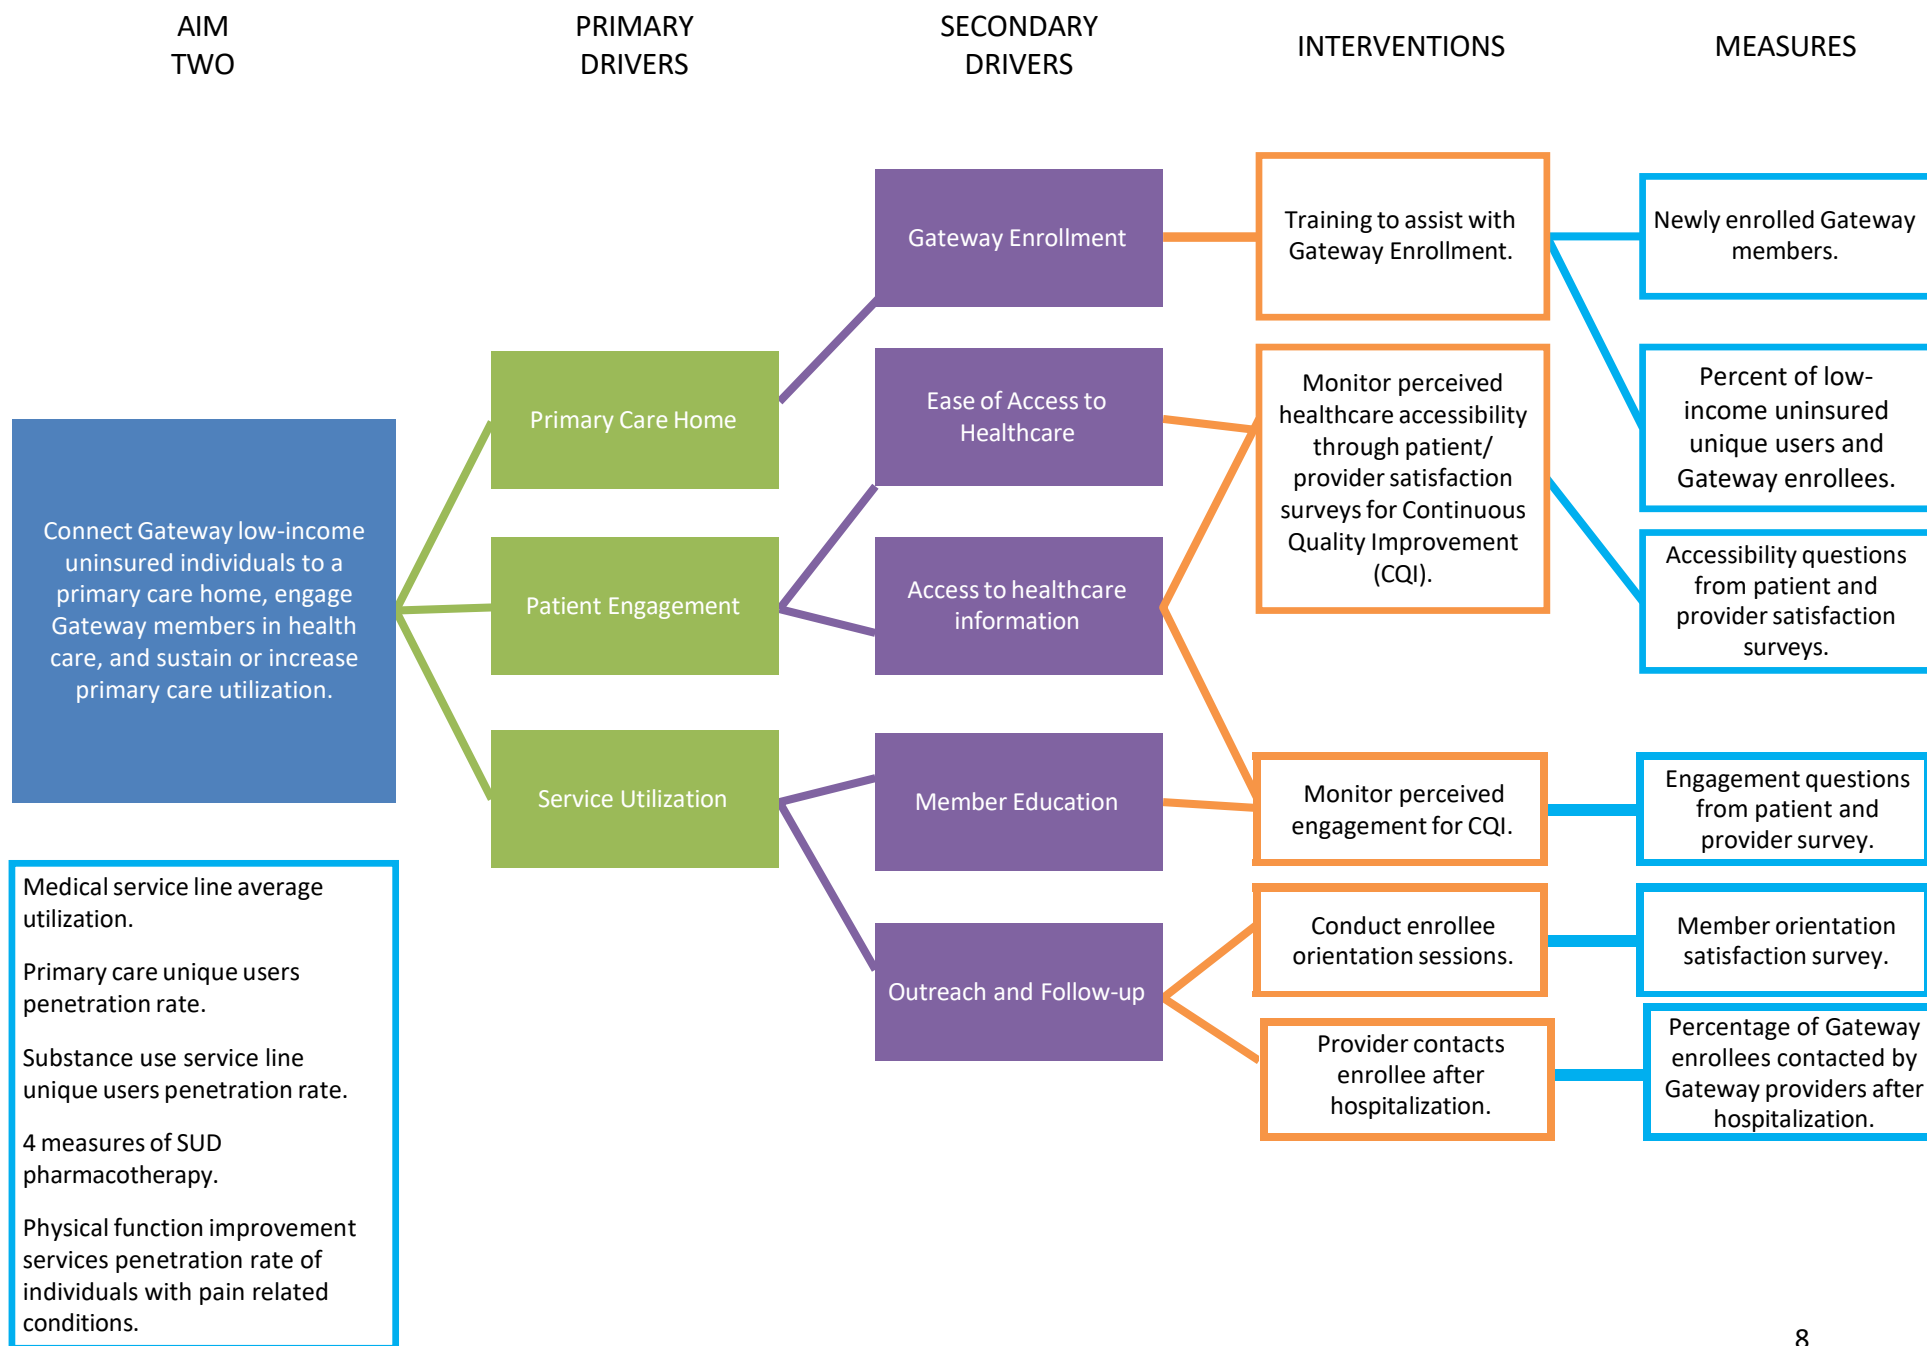 AIM
TWO
PRIMARY
DRIVERS
SECONDARY
DRIVERS
INTERVENTIONS
MEASURES
Connect Gateway low-income
uninsured individuals to a
primary care home, engage
Gateway members in health
care, and sustain or increase
primary care utilization.
Medical service line average
utilization.
Primary care unique users
penetration rate.
Substance use service line
unique users penetration rate.
4 measures of SUD
pharmacotherapy.
Physical function improvement
services penetration rate of
individuals with pain related
conditions.
Primary Care Home
Patient Engagement
Service Utilization
Gateway Enrollment
Ease of Access to
Healthcare
Access to healthcare
information
Member Education
Outreach and Follow-up
Training to assist with
Gateway Enrollment.
Monitor perceived
healthcare accessibility
through patient/
provider satisfaction
surveys for Continuous
Quality Improvement
(CQI).
Monitor perceived
engagement for CQI.
Conduct enrollee
orientation sessions.
Provider contacts
enrollee after
hospitalization.
Newly enrolled Gateway
members.
Percent of low-
income uninsured
unique users and
Gateway enrollees.
Accessibility questions
from patient and
provider satisfaction
surveys.
Engagement questions
from patient and
provider survey.
Member orientation
satisfaction survey.
Percentage of Gateway
enrollees contacted by
Gateway providers after
hospitalization.
8